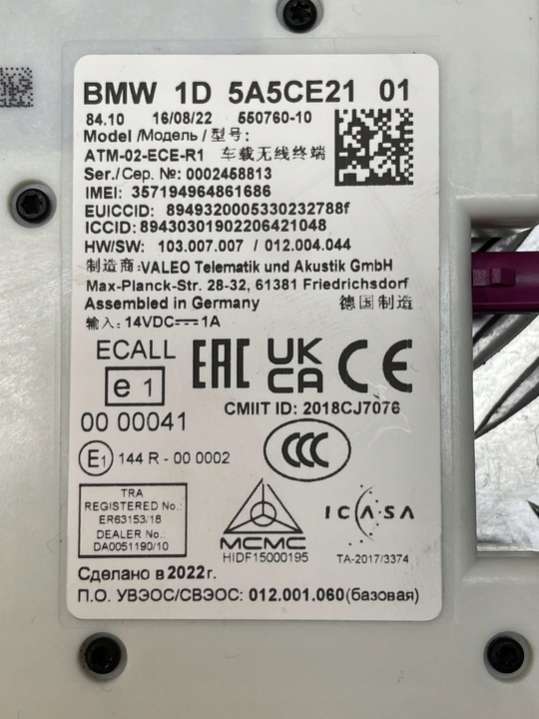 BMW 1D 5A5CE21 01
84.10 16/08/22 550760-10
Model /Модель / 型号:
ATM-02-ECE-R1 车载无线终端
Ser./Сер. №: 0002458813
IMEI: 357194964861686
EUICCID: 8949320005330232788f
ICCID: 89430301902206421048
HW/SW: 103.007.007 / 012.004.044
制造商: VALEO Telematik und Akustik GmbH
Max-Planck-Str. 28-32, 61381 Friedrichsdorf
Assembled in Germany 德国制造
输入: 14VDC⎓1A
ECALL
e 1
00 00041
E1 144 R - 00 0002
EAC UK CA CE
CMIIT ID: 2018CJ7076
CCC
TRA
REGISTERED No.:
ER63153/18
DEALER No.:
DA0051190/10
MCMC
HIDF15000195
ICASA
TA-2017/3374
Сделано в 2022г.
П.О. УВЭОС/СВЭОС: 012.001.060(базовая)